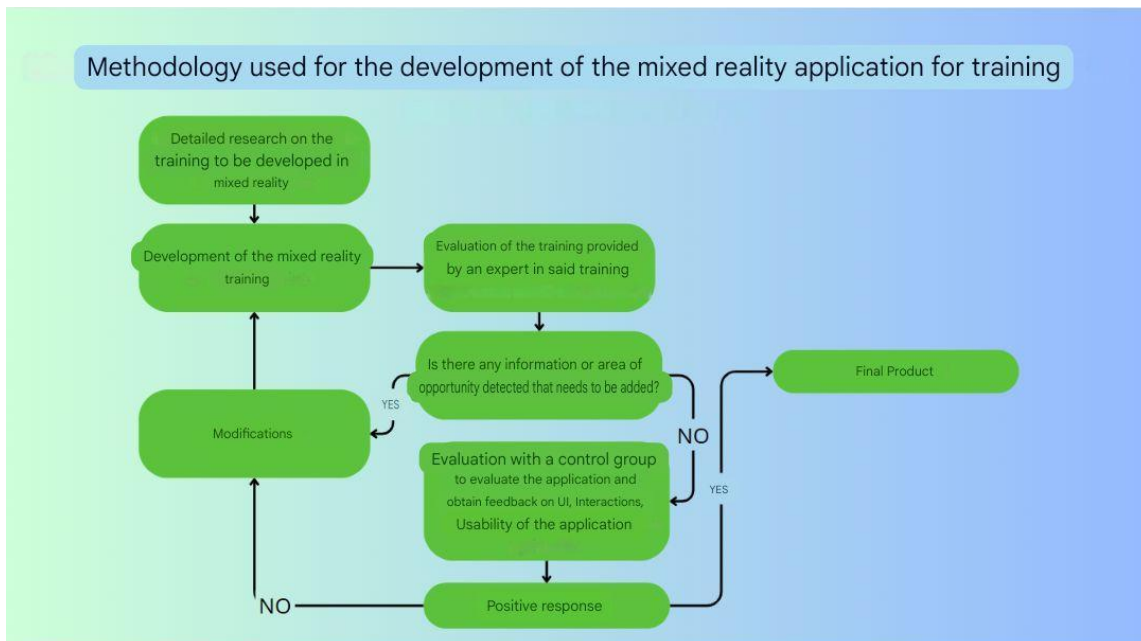 Methodology used for the development of the mixed reality application for training
Detailed research on the
training to be developed in
mixed reality
Development of the mixed reality
training
Evaluation of the training provided
by an expert in said training
Is there any information or area of
opportunity detected that needs to be added?
YES
NO
Final Product
Modifications
Evaluation with a control group
to evaluate the application and
obtain feedback on UI, Interactions,
Usability of the application
YES
Positive response
NO